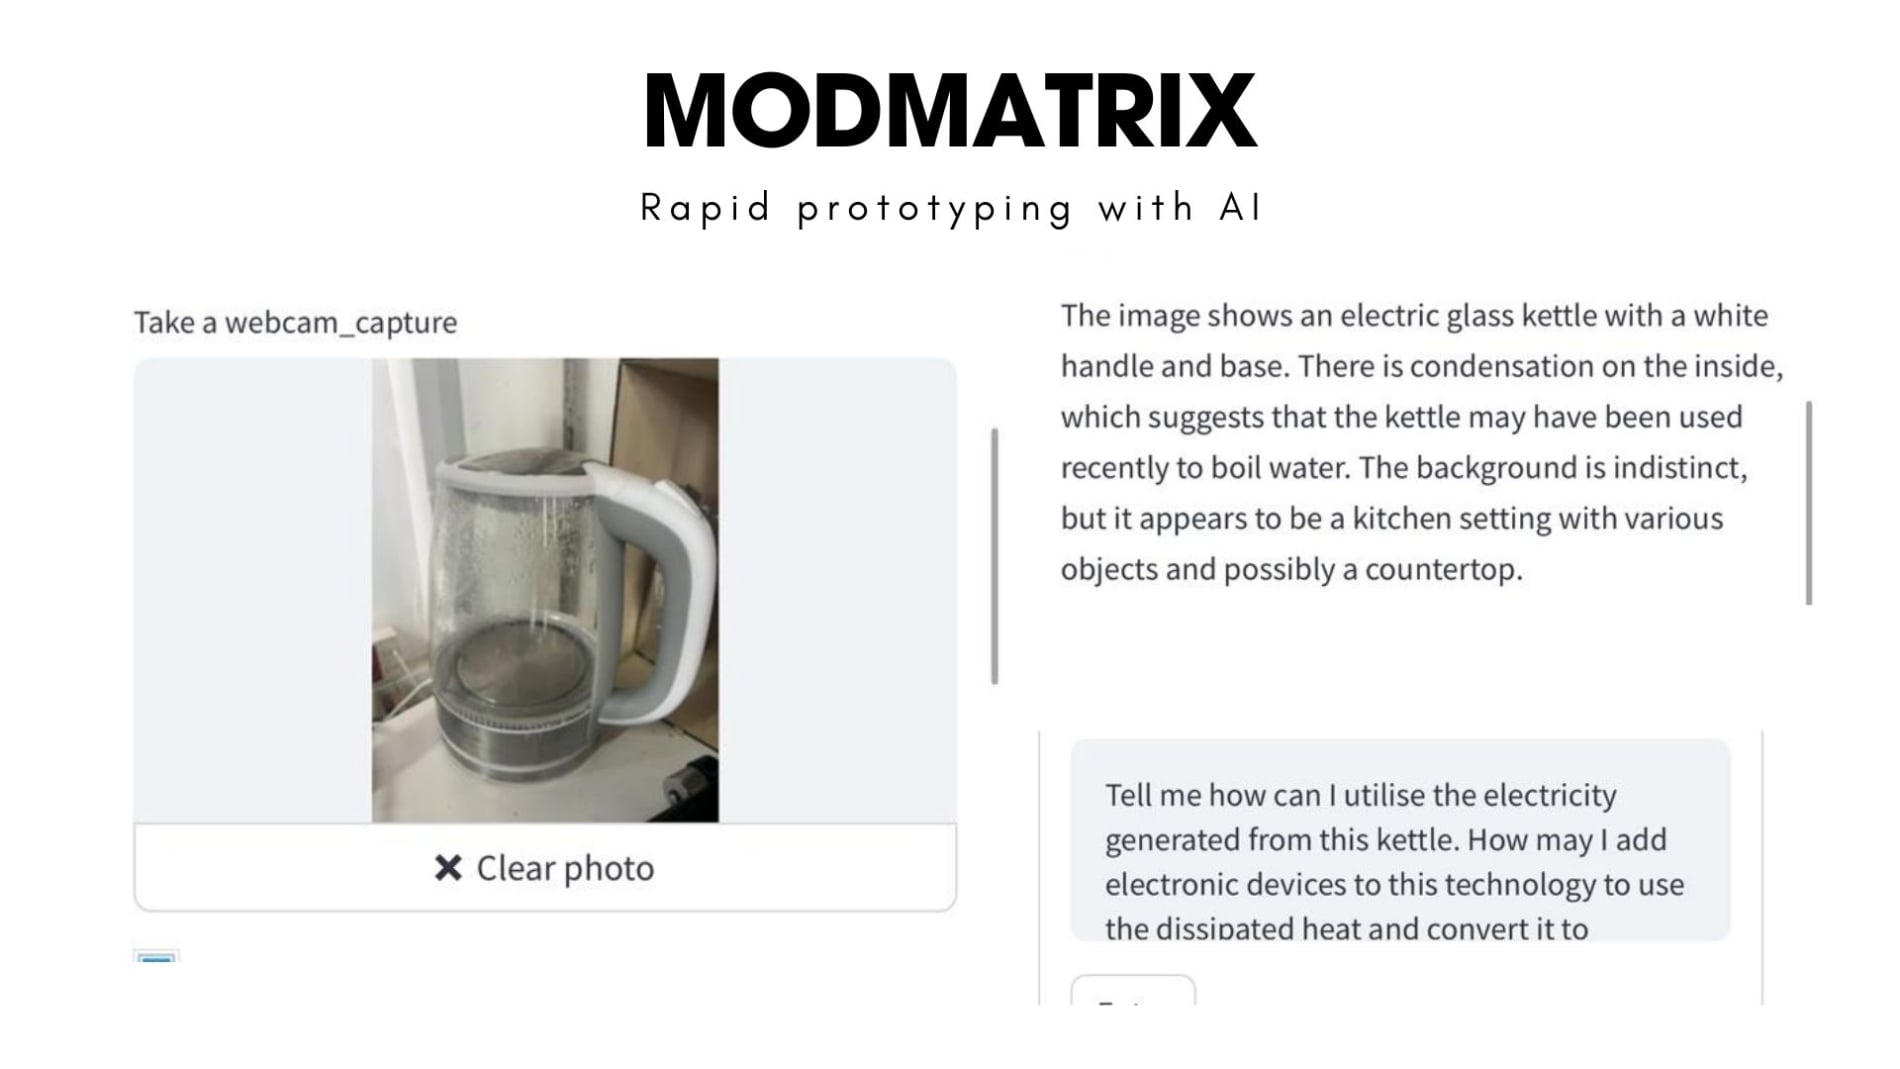 MODMATRIX
Rapid prototyping with AI
Take a webcam_capture
Clear photo
The image shows an electric glass kettle with a white
handle and base. There is condensation on the inside,
which suggests that the kettle may have been used
recently to boil water. The background is indistinct,
but it appears to be a kitchen setting with various
objects and possibly a countertop.
Tell me how can I utilise the electricity
generated from this kettle. How may I add
electronic devices to this technology to use
the dissipated heat and convert it to